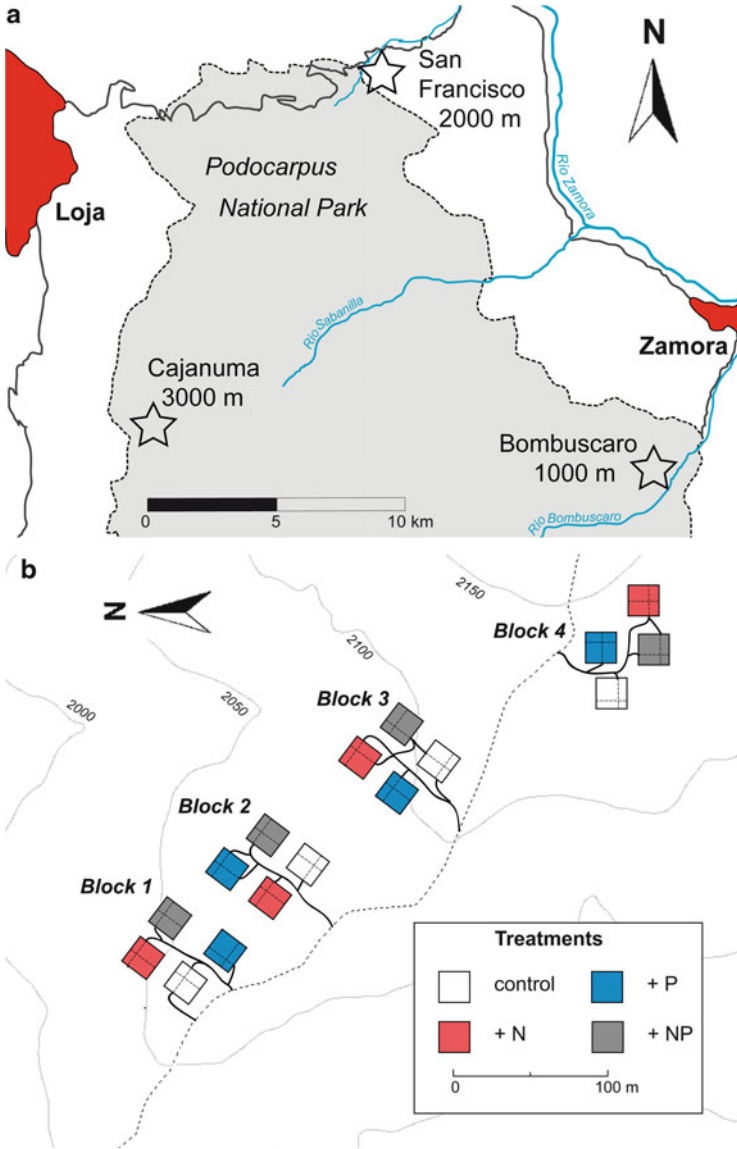 a
San
Francisco
2000 m
N
Podocarpus
National Park
Loja
Rio Zamora
Rio Sabanilla
Zamora
Cajanuma
3000 m
Bombuscaro
1000 m
0 5 10 km
Rio Bombuscaro
b
N
2150
Block 4
2100
Block 3
2050
2000
Block 2
Block 1
Treatments
control + P
+ N + NP
0 100 m